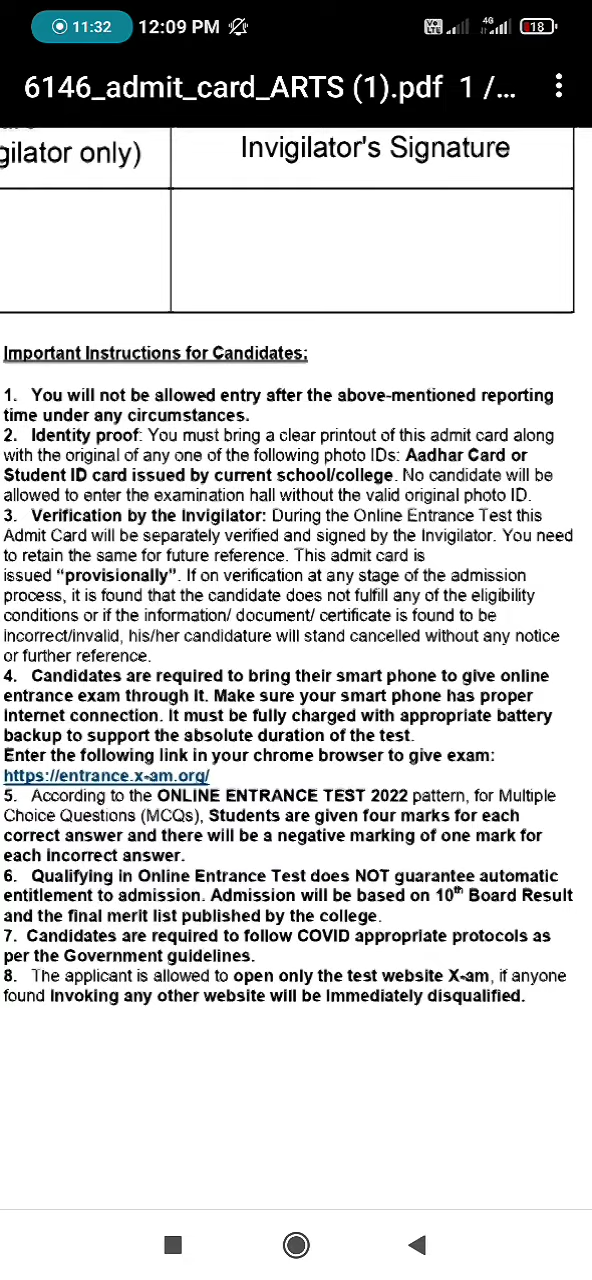 11:32 12:09 PM Vo LTE 4G 18
6146_admit_card_ARTS (1).pdf 1 /...
gilator only) Invigilator's Signature
Important Instructions for Candidates:
1. You will not be allowed entry after the above-mentioned reporting
time under any circumstances.
2. Identity proof: You must bring a clear printout of this admit card along
with the original of any one of the following photo IDs: Aadhar Card or
Student ID card issued by current school/college. No candidate will be
allowed to enter the examination hall without the valid original photo ID.
3. Verification by the Invigilator: During the Online Entrance Test this
Admit Card will be separately verified and signed by the Invigilator. You need
to retain the same for future reference. This admit card is
issued "provisionally". If on verification at any stage of the admission
process, it is found that the candidate does not fulfill any of the eligibility
conditions or if the information/ document/ certificate is found to be
incorrect/invalid, his/her candidature will stand cancelled without any notice
or further reference.
4. Candidates are required to bring their smart phone to give online
entrance exam through it. Make sure your smart phone has proper
internet connection. It must be fully charged with appropriate battery
backup to support the absolute duration of the test.
Enter the following link in your chrome browser to give exam:
https://entrance.x-am.org/
5. According to the ONLINE ENTRANCE TEST 2022 pattern, for Multiple
Choice Questions (MCQs), Students are given four marks for each
correct answer and there will be a negative marking of one mark for
each incorrect answer.
6. Qualifying in Online Entrance Test does NOT guarantee automatic
entitlement to admission. Admission will be based on 10th Board Result
and the final merit list published by the college.
7. Candidates are required to follow COVID appropriate protocols as
per the Government guidelines.
8. The applicant is allowed to open only the test website X-am, if anyone
found invoking any other website will be immediately disqualified.